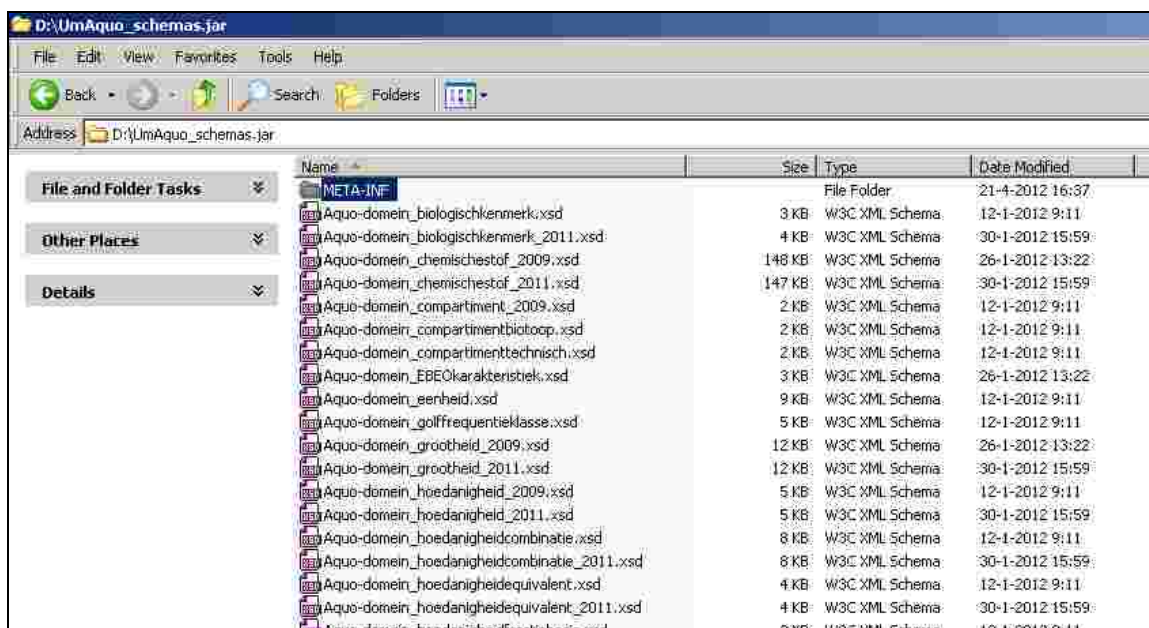 D:\UmAquo_schemas.jar
File Edit View Favorites Tools Help
Back Search Folders
Address D:\UmAquo_schemas.jar
File and Folder Tasks
Other Places
Details
Name Size Type Date Modified
META-INF File Folder 21-4-2012 16:37
Aquo-domein_biologischkenmerk.xsd 3 KB W3C XML Schema 12-1-2012 9:11
Aquo-domein_biologischkenmerk_2011.xsd 4 KB W3C XML Schema 30-1-2012 15:59
Aquo-domein_chemischestof_2009.xsd 148 KB W3C XML Schema 26-1-2012 13:22
Aquo-domein_chemischestof_2011.xsd 147 KB W3C XML Schema 30-1-2012 15:59
Aquo-domein_compartiment_2009.xsd 2 KB W3C XML Schema 12-1-2012 9:11
Aquo-domein_compartimentbiotoop.xsd 2 KB W3C XML Schema 12-1-2012 9:11
Aquo-domein_compartimenttechnisch.xsd 2 KB W3C XML Schema 12-1-2012 9:11
Aquo-domein_EBEOkarakteristiek.xsd 3 KB W3C XML Schema 26-1-2012 13:22
Aquo-domein_eenheid.xsd 9 KB W3C XML Schema 12-1-2012 9:11
Aquo-domein_golffrequentieklasse.xsd 5 KB W3C XML Schema 12-1-2012 9:11
Aquo-domein_grootheid_2009.xsd 12 KB W3C XML Schema 26-1-2012 13:22
Aquo-domein_grootheid_2011.xsd 12 KB W3C XML Schema 30-1-2012 15:59
Aquo-domein_hoedanigheid_2009.xsd 5 KB W3C XML Schema 12-1-2012 9:11
Aquo-domein_hoedanigheid_2011.xsd 5 KB W3C XML Schema 30-1-2012 15:59
Aquo-domein_hoedanigheidcombinatie.xsd 8 KB W3C XML Schema 12-1-2012 9:11
Aquo-domein_hoedanigheidcombinatie_2011.xsd 8 KB W3C XML Schema 30-1-2012 15:59
Aquo-domein_hoedanigheidequivalent.xsd 4 KB W3C XML Schema 12-1-2012 9:11
Aquo-domein_hoedanigheidequivalent_2011.xsd 4 KB W3C XML Schema 30-1-2012 15:59